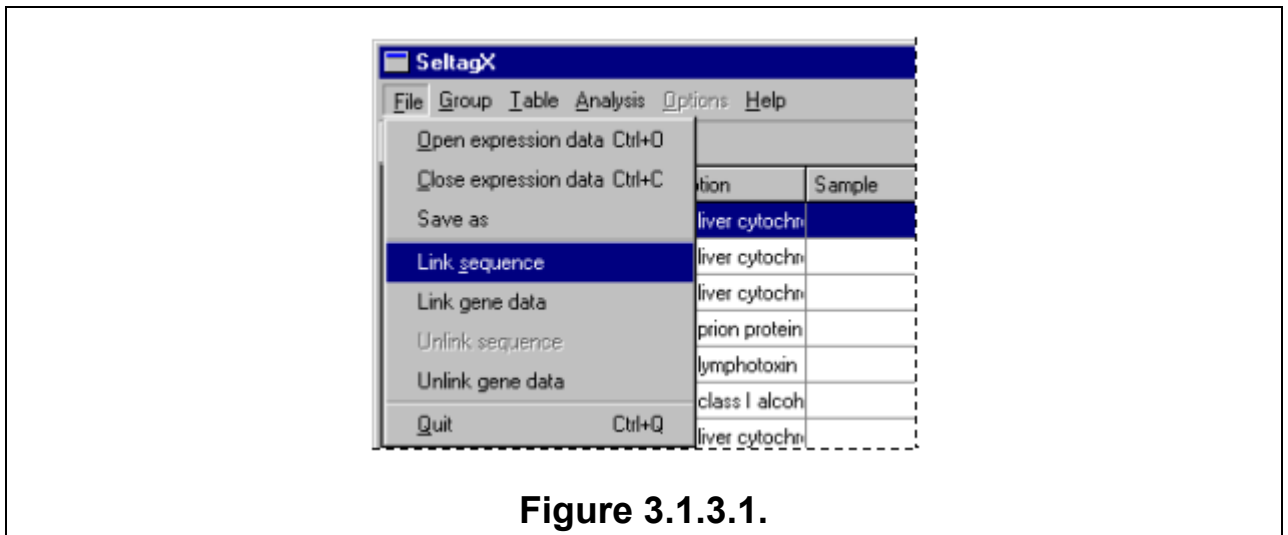 SeltagX
File Group Table Analysis Options Help
Open expression data Ctrl+O
Close expression data Ctrl+C
Save as
Link sequence
Link gene data
Unlink sequence
Unlink gene data
Quit Ctrl+Q
tion Sample
liver cytochr
liver cytochr
liver cytochr
prion protein
lymphotoxin
class I alcoh
liver cytochr
Figure 3.1.3.1.